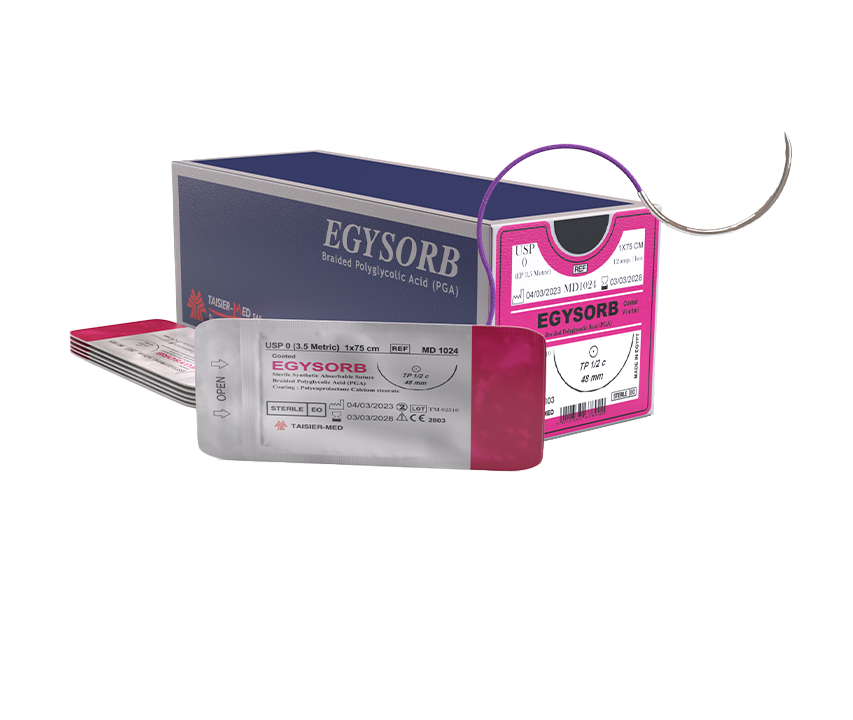 EGYSORB
Braided Polyglycolic Acid (PGA)
TAISIER-MED
USP
0
(EP 3.5 Metric)
1X75 CM
REF
04/03/2023 MD1024 03/03/2028
EGYSORB Coated
Violet
Braided Polyglycolic Acid (PGA)
TP 1/2 c
48 mm
MADE IN EGYPT
STERILE EO
USP 0 (3.5 Metric) 1x75 cm REF MD 1024
Coated
EGYSORB
Sterile Synthetic Absorbable Suture
Braided Polyglycolic Acid (PGA)
Coating : Polycaprolactone Calcium stearate
TP 1/2 c
48 mm
OPEN
STERILE EO
04/03/2023 LOT TM 02310
03/03/2028 CE 2803
TAISIER-MED